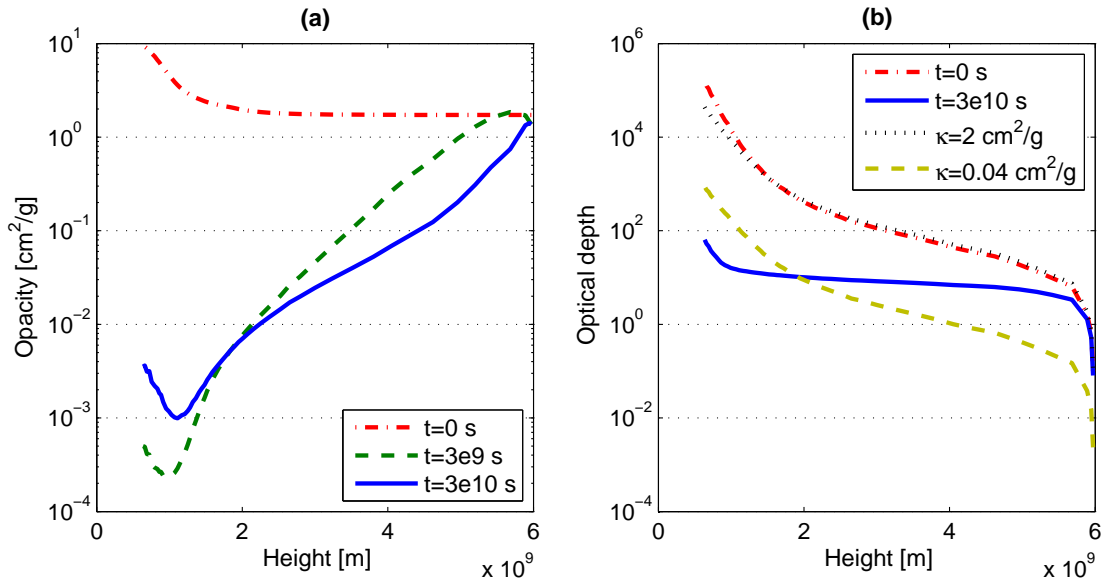 (a)
10^1
10^0
10^-1
10^-2
10^-3
10^-4
Opacity [cm^2/g]
0
2
4
6
Height [m]
x 10^9
t=0 s
t=3e9 s
t=3e10 s
(b)
10^6
10^4
10^2
10^0
10^-2
10^-4
Optical depth
0
2
4
6
Height [m]
x 10^9
t=0 s
t=3e10 s
κ=2 cm^2/g
κ=0.04 cm^2/g